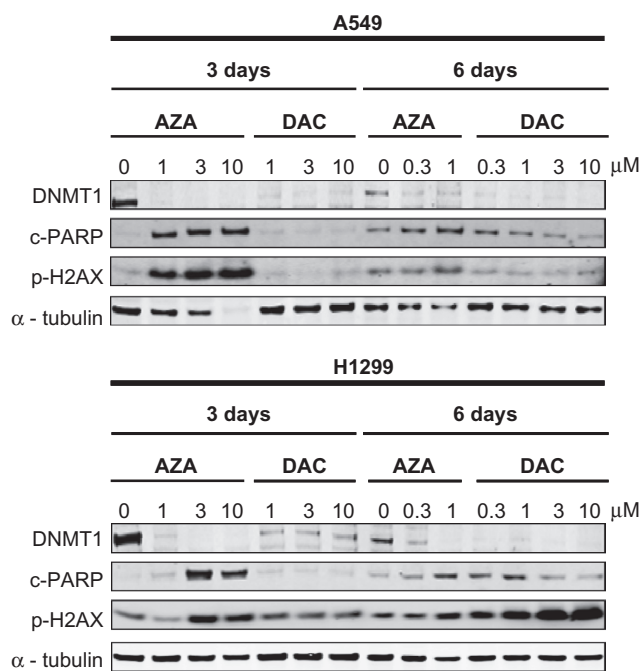 A549
3 days 6 days
AZA DAC AZA DAC
0 1 3 10 1 3 10 0 0.3 1 0.3 1 3 10 μM
DNMT1
c-PARP
p-H2AX
α - tubulin
H1299
3 days 6 days
AZA DAC AZA DAC
0 1 3 10 1 3 10 0 0.3 1 0.3 1 3 10 μM
DNMT1
c-PARP
p-H2AX
α - tubulin